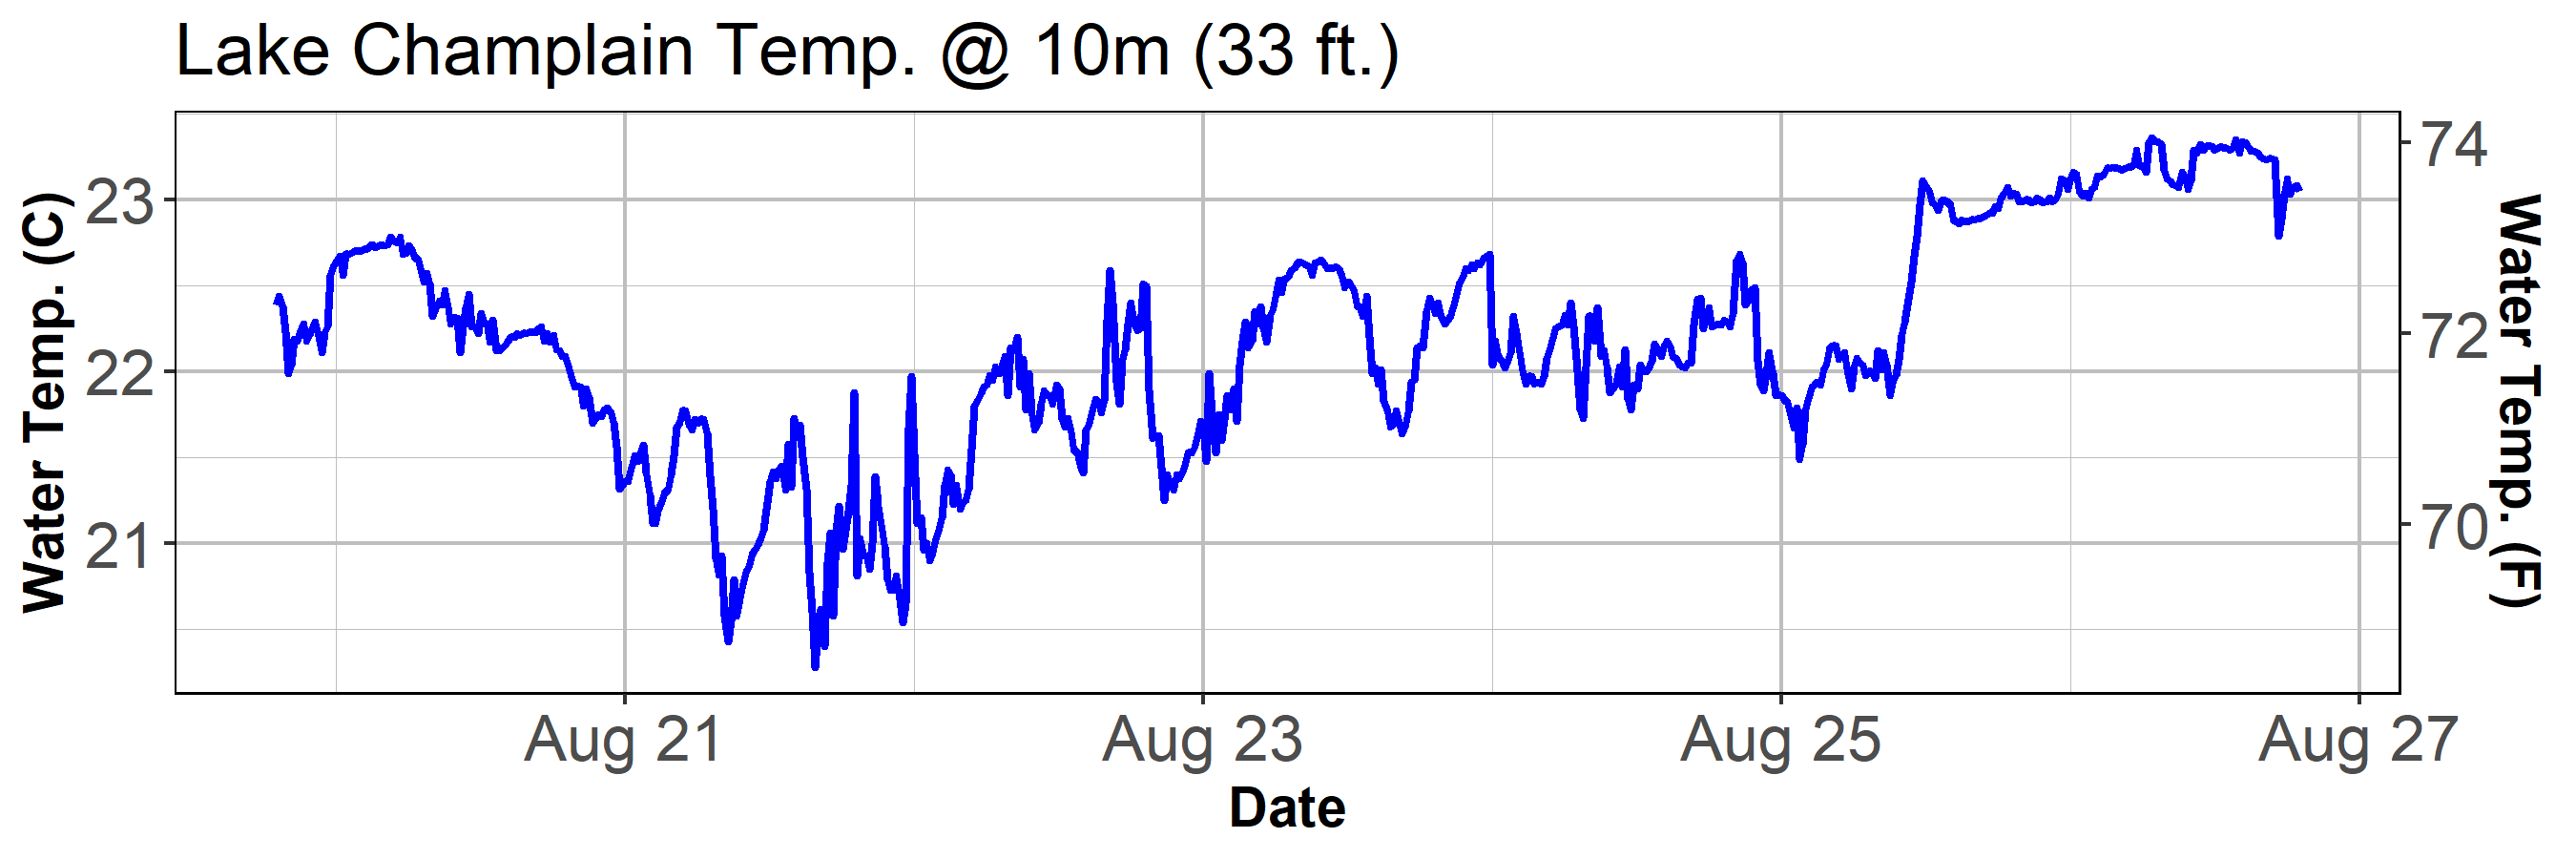 Lake Champlain Temp. @ 10m (33 ft.)
Water Temp. (C)
23
22
21
74
72
70
Water Temp. (F)
Aug 21
Aug 23
Aug 25
Aug 27
Date